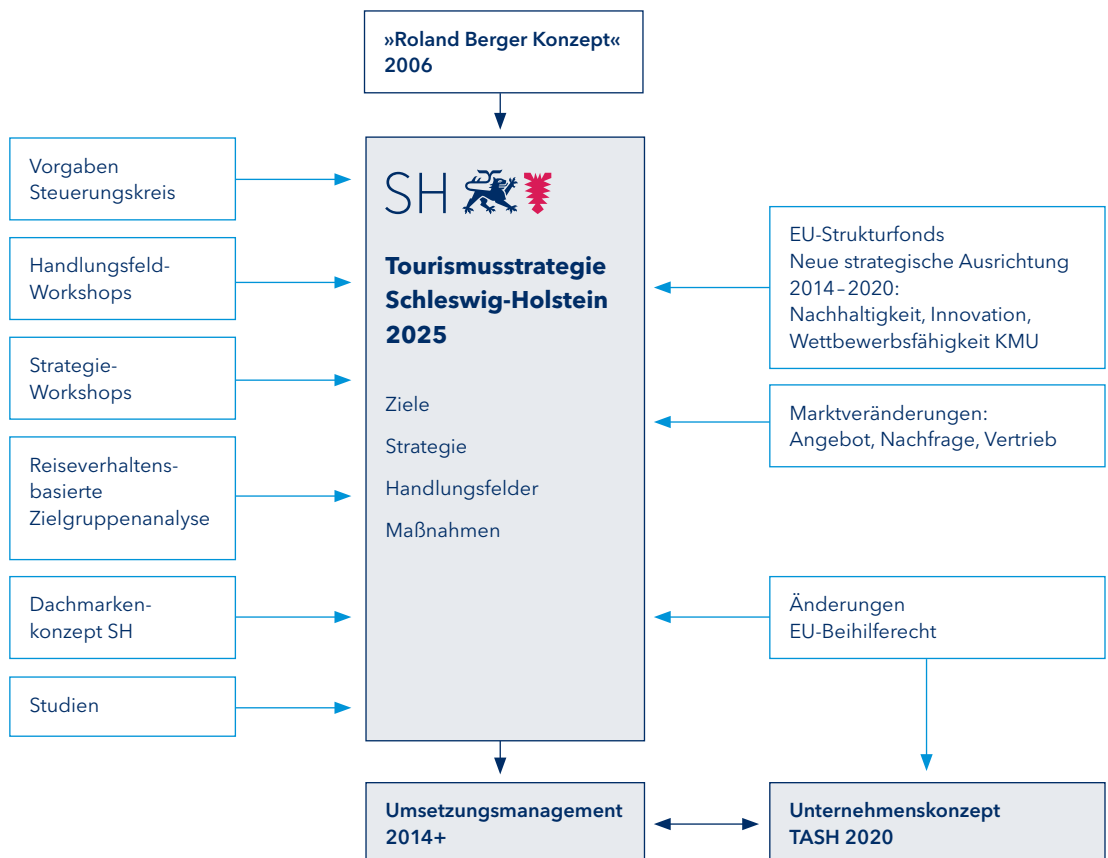 »Roland Berger Konzept«
2006
Vorgaben
Steuerungskreis
Handlungsfeld-
Workshops
Strategie-
Workshops
Reiseverhaltens-
basierte
Zielgruppenanalyse
Dachmarken-
konzept SH
Studien
SH
Tourismusstrategie
Schleswig-Holstein
2025
Ziele
Strategie
Handlungsfelder
Maßnahmen
EU-Strukturfonds
Neue strategische Ausrichtung
2014–2020:
Nachhaltigkeit, Innovation,
Wettbewerbsfähigkeit KMU
Marktveränderungen:
Angebot, Nachfrage, Vertrieb
Änderungen
EU-Beihilferecht
Umsetzungsmanagement
2014+
Unternehmenskonzept
TASH 2020